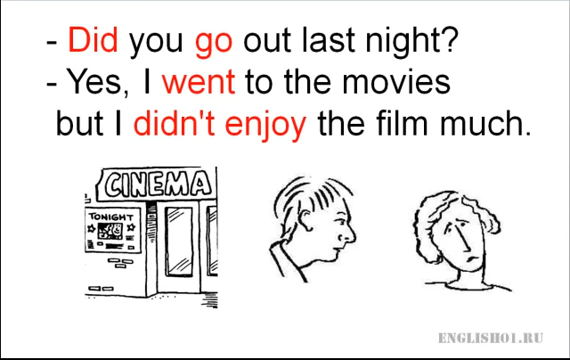 - Did you go out last night?
- Yes, I went to the movies
but I didn't enjoy the film much.
CINEMA
TONIGHT
ENGLISH01.RU